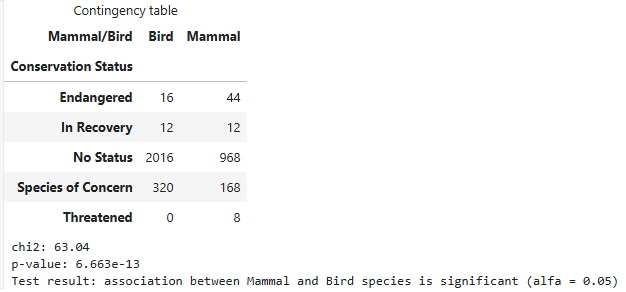 Contingency table
Mammal/Bird Bird Mammal
Conservation Status
Endangered 16 44
In Recovery 12 12
No Status 2016 968
Species of Concern 320 168
Threatened 0 8
chi2: 63.04
p-value: 6.663e-13
Test result: association between Mammal and Bird species is significant (alfa = 0.05)